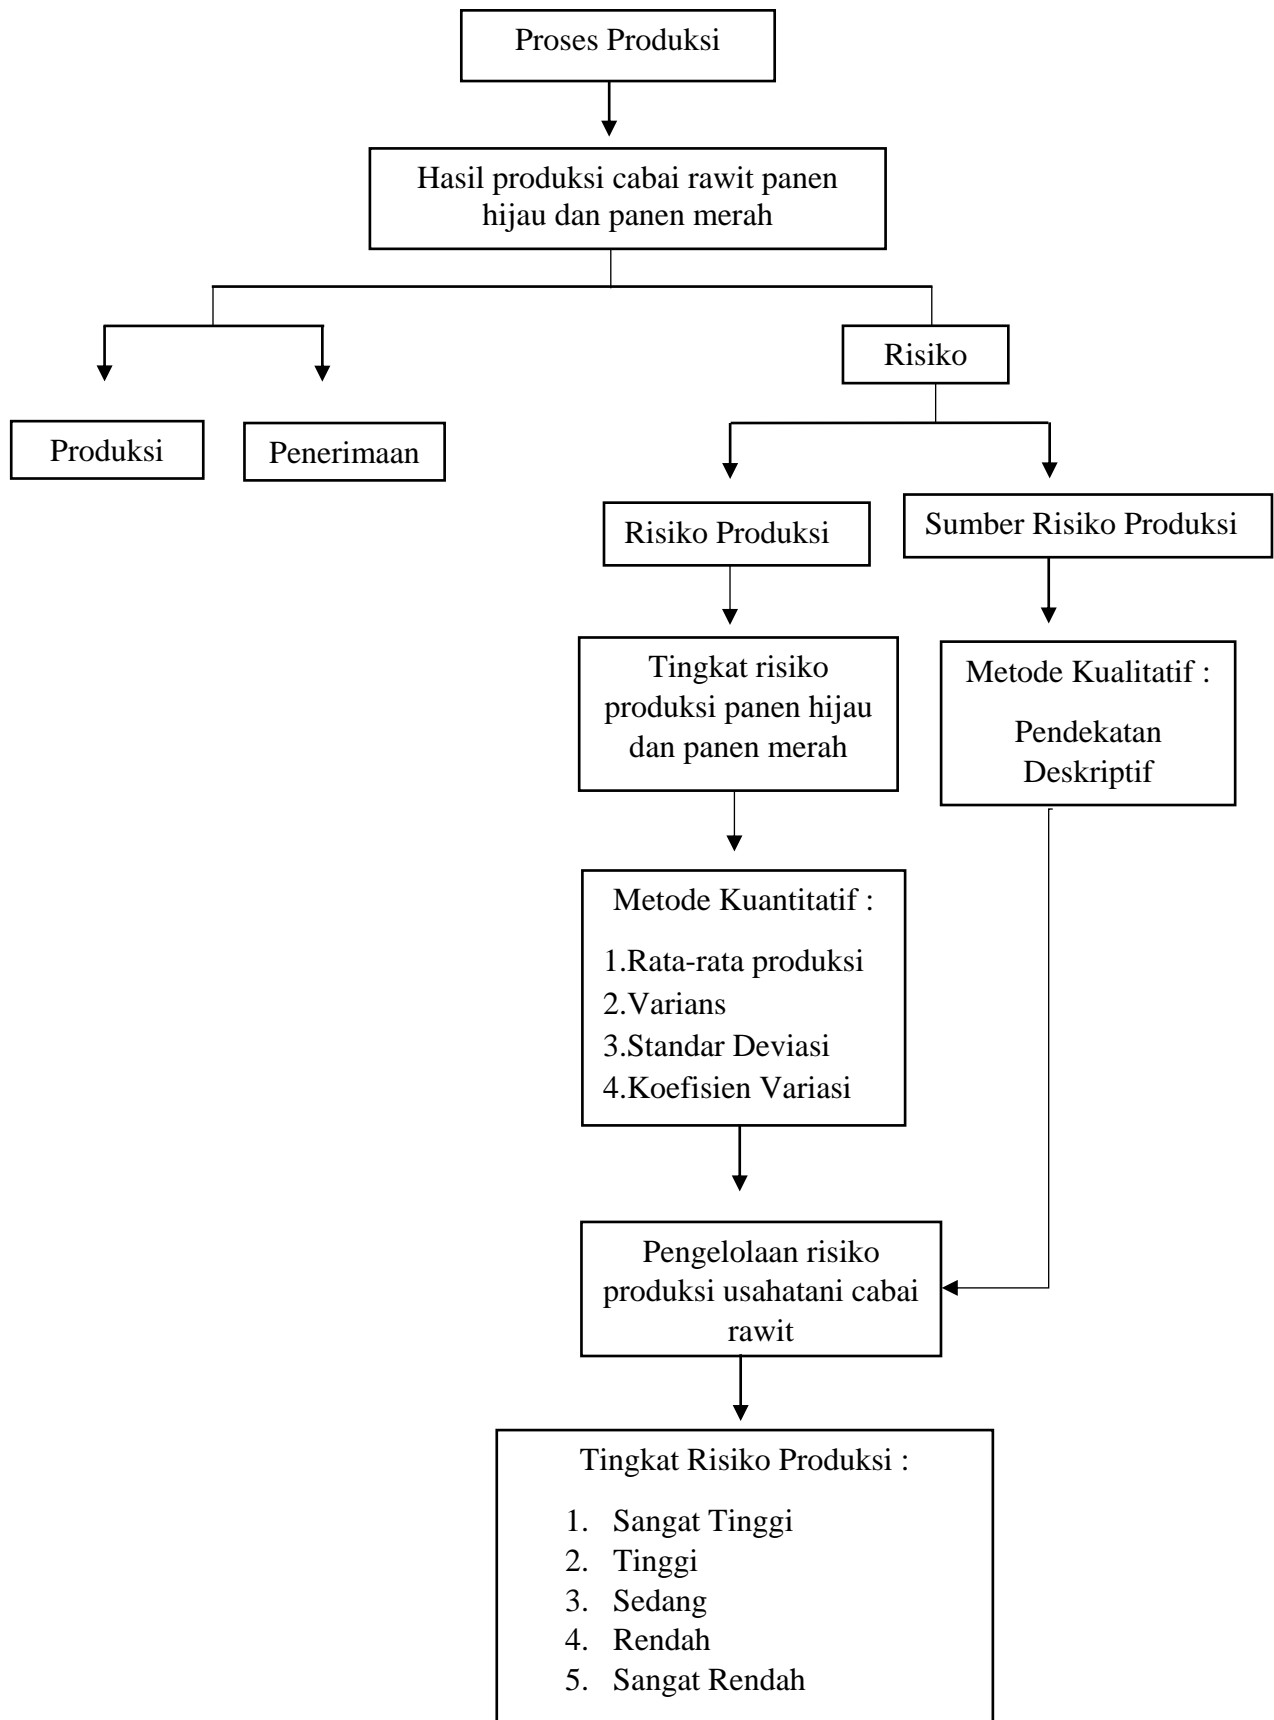 Proses Produksi
Hasil produksi cabai rawit panen
hijau dan panen merah
Risiko
Produksi
Penerimaan
Risiko Produksi
Sumber Risiko Produksi
Tingkat risiko
produksi panen hijau
dan panen merah
Metode Kualitatif :
Pendekatan
Deskriptif
Metode Kuantitatif :
1.Rata-rata produksi
2.Varians
3.Standar Deviasi
4.Koefisien Variasi
Pengelolaan risiko
produksi usahatani cabai
rawit
Tingkat Risiko Produksi :
1. Sangat Tinggi
2. Tinggi
3. Sedang
4. Rendah
5. Sangat Rendah